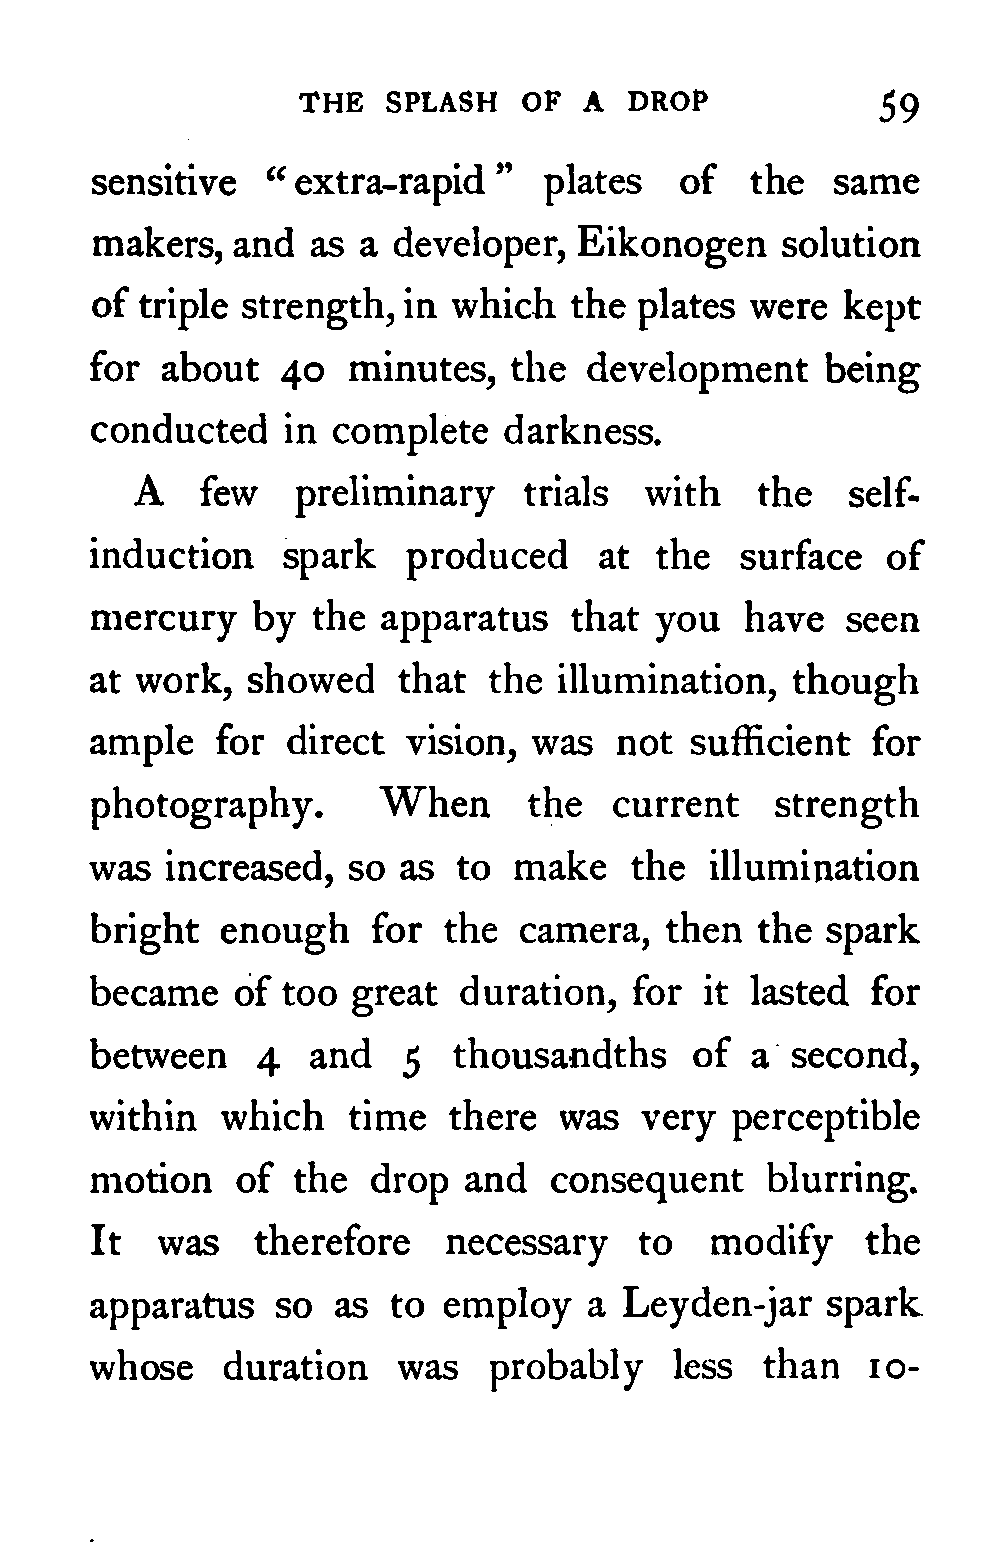 THE SPLASH OF A DROP 59
sensitive “extra-rapid” plates of the same
makers, and as a developer, Eikonogen solution
of triple strength, in which the plates were kept
for about 40 minutes, the development being
conducted in complete darkness.
A few preliminary trials with the self-
induction spark produced at the surface of
mercury by the apparatus that you have seen
at work, showed that the illumination, though
ample for direct vision, was not sufficient for
photography. When the current strength
was increased, so as to make the illumination
bright enough for the camera, then the spark
became of too great duration, for it lasted for
between 4 and 5 thousandths of a second,
within which time there was very perceptible
motion of the drop and consequent blurring.
It was therefore necessary to modify the
apparatus so as to employ a Leyden-jar spark
whose duration was probably less than 10-